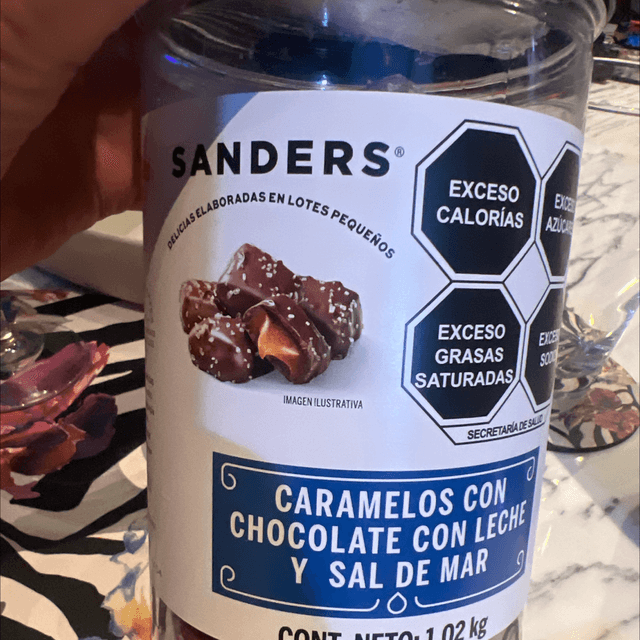 SANDERS®
DELICIAS ELABORADAS EN LOTES PEQUEÑOS
IMAGEN ILUSTRATIVA
EXCESO
CALORÍAS
EXCESO
GRASAS
SATURADAS
SECRETARÍA DE SALUD
CARAMELOS CON
CHOCOLATE CON LECHE
Y SAL DE MAR
CONT. NETO: 1.02 kg